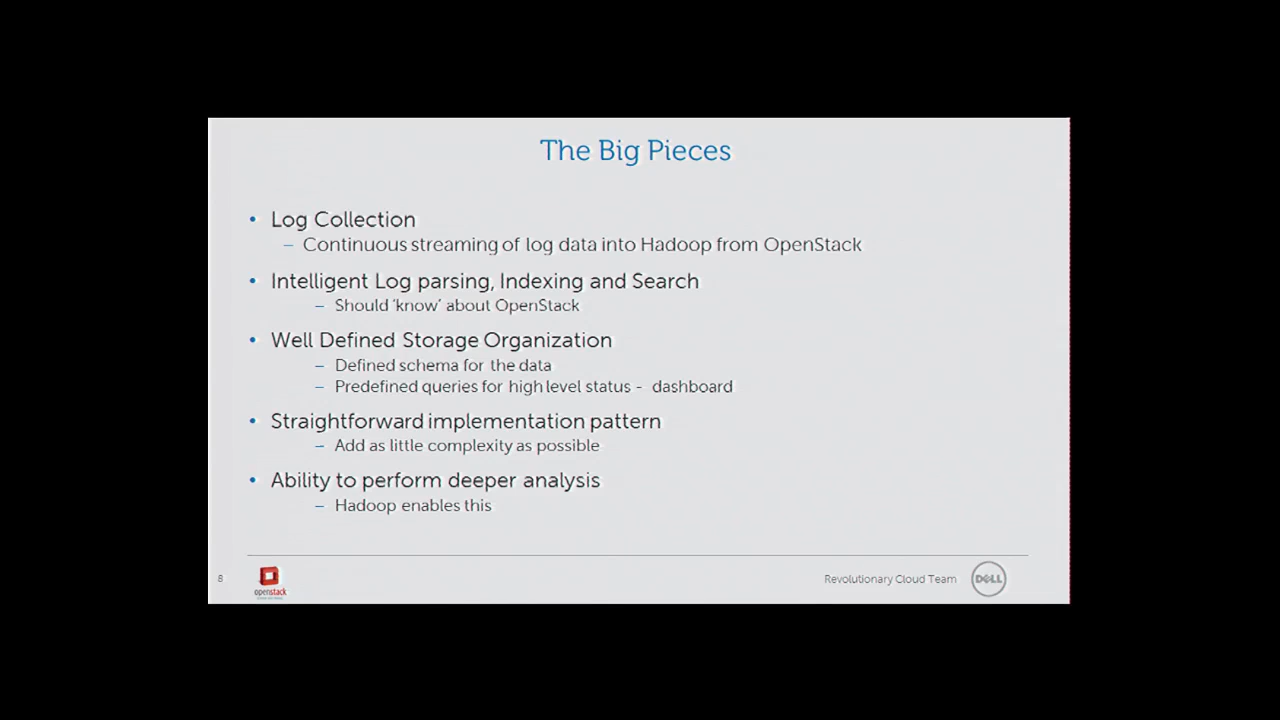 The Big Pieces
• Log Collection
– Continuous streaming of log data into Hadoop from OpenStack
• Intelligent Log parsing, Indexing and Search
– Should ‘know’ about OpenStack
• Well Defined Storage Organization
– Defined schema for the data
– Predefined queries for high level status - dashboard
• Straightforward implementation pattern
– Add as little complexity as possible
• Ability to perform deeper analysis
– Hadoop enables this
8
openstack
Revolutionary Cloud Team
DELL